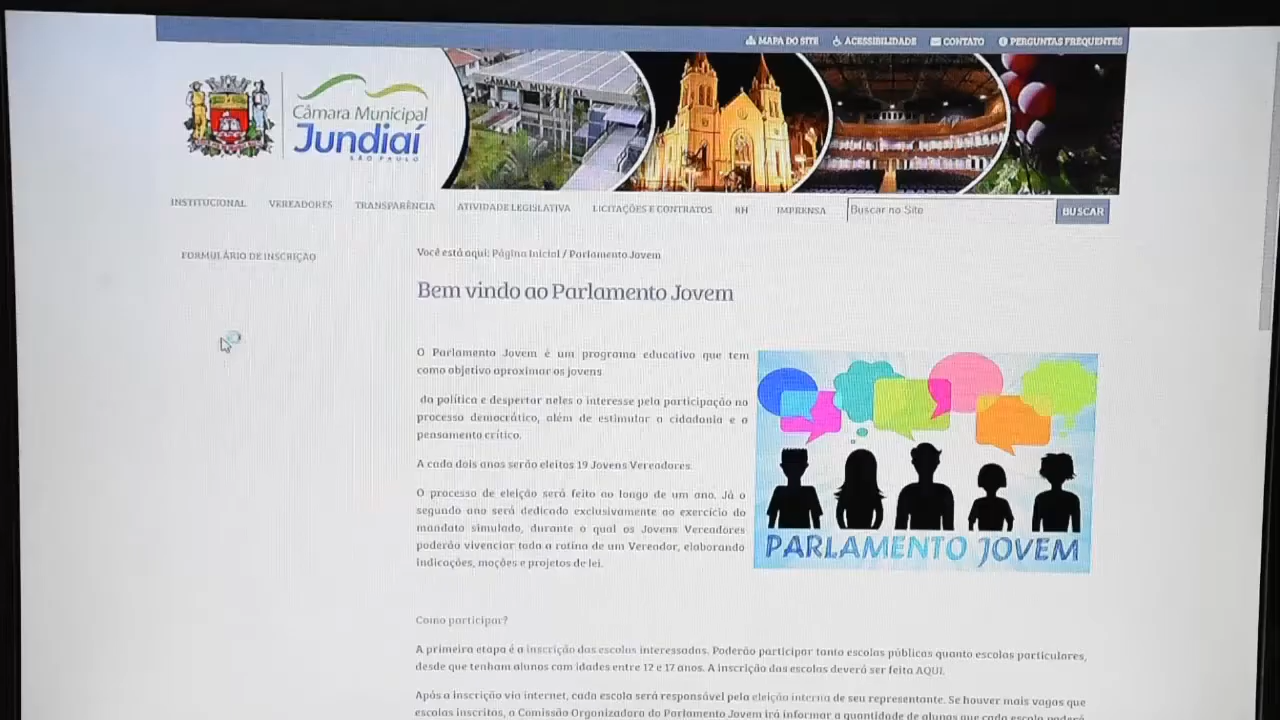 MAPA DO SITE ACESSIBILIDADE CONTATO PERGUNTAS FREQUENTES
CÂMARA MUNICIPAL
Câmara Municipal
Jundiaí
SÃO PAULO
INSTITUCIONAL VEREADORES TRANSPARÊNCIA ATIVIDADE LEGISLATIVA LICITAÇÕES E CONTRATOS RH IMPRENSA Buscar no Site BUSCAR
FORMULÁRIO DE INSCRIÇÃO
Você está aqui: Página Inicial / Parlamento Jovem
Bem vindo ao Parlamento Jovem
O Parlamento Jovem é um programa educativo que tem
como objetivo aproximar os jovens
da política e despertar neles o interesse pela participação no
processo democrático, além de estimular a cidadania e o
pensamento crítico.
A cada dois anos serão eleitos 19 Jovens Vereadores.
O processo de eleição será feito ao longo de um ano. Já o
segundo ano será dedicado exclusivamente ao exercício do
mandato simulado, durante o qual os Jovens Vereadores
poderão vivenciar toda a rotina de um Vereador, elaborando
indicações, moções e projetos de lei.
PARLAMENTO JOVEM
Como participar?
A primeira etapa é a inscrição das escolas interessadas. Poderão participar tanto escolas públicas quanto escolas particulares,
desde que tenham alunos com idades entre 12 e 17 anos. A inscrição das escolas deverá ser feita AQUI.
Após a inscrição via internet, cada escola será responsável pela eleição interna de seu representante. Se houver mais vagas que
escolas inscritas, a Comissão Organizadora do Parlamento Jovem irá informar a quantidade de alunos que cada escola poderá